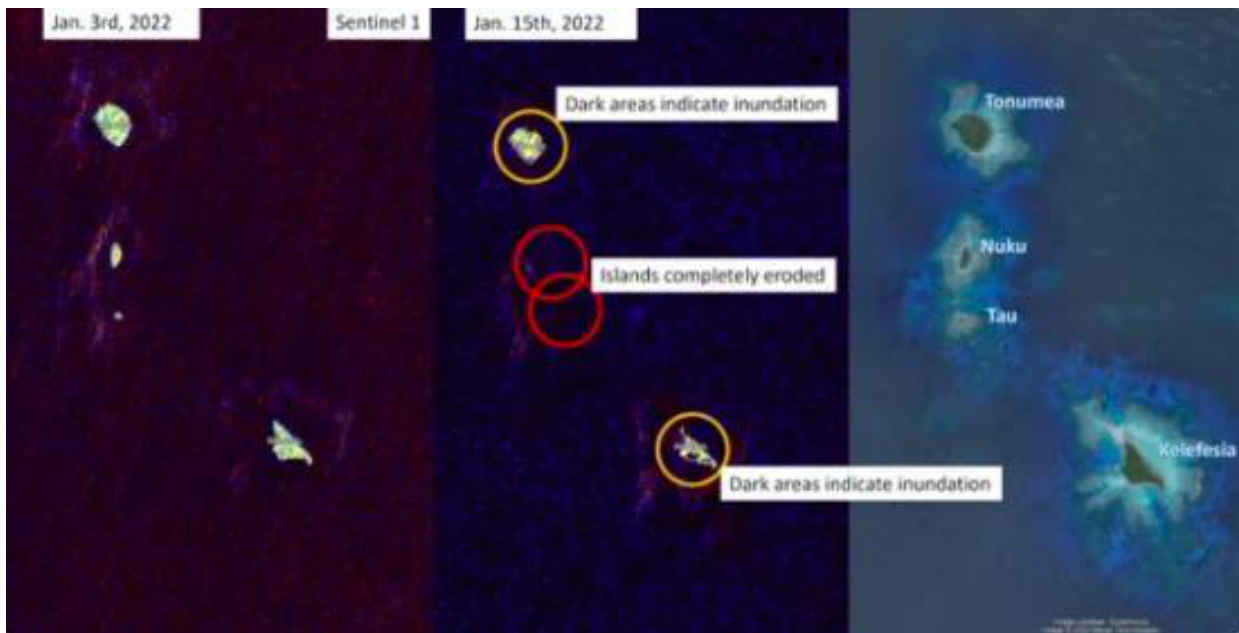 Jan. 3rd, 2022
Sentinel 1
Jan. 15th, 2022
Dark areas indicate inundation
Islands completely eroded
Dark areas indicate inundation
Tonumea
Nuku
Tau
Kelefesia